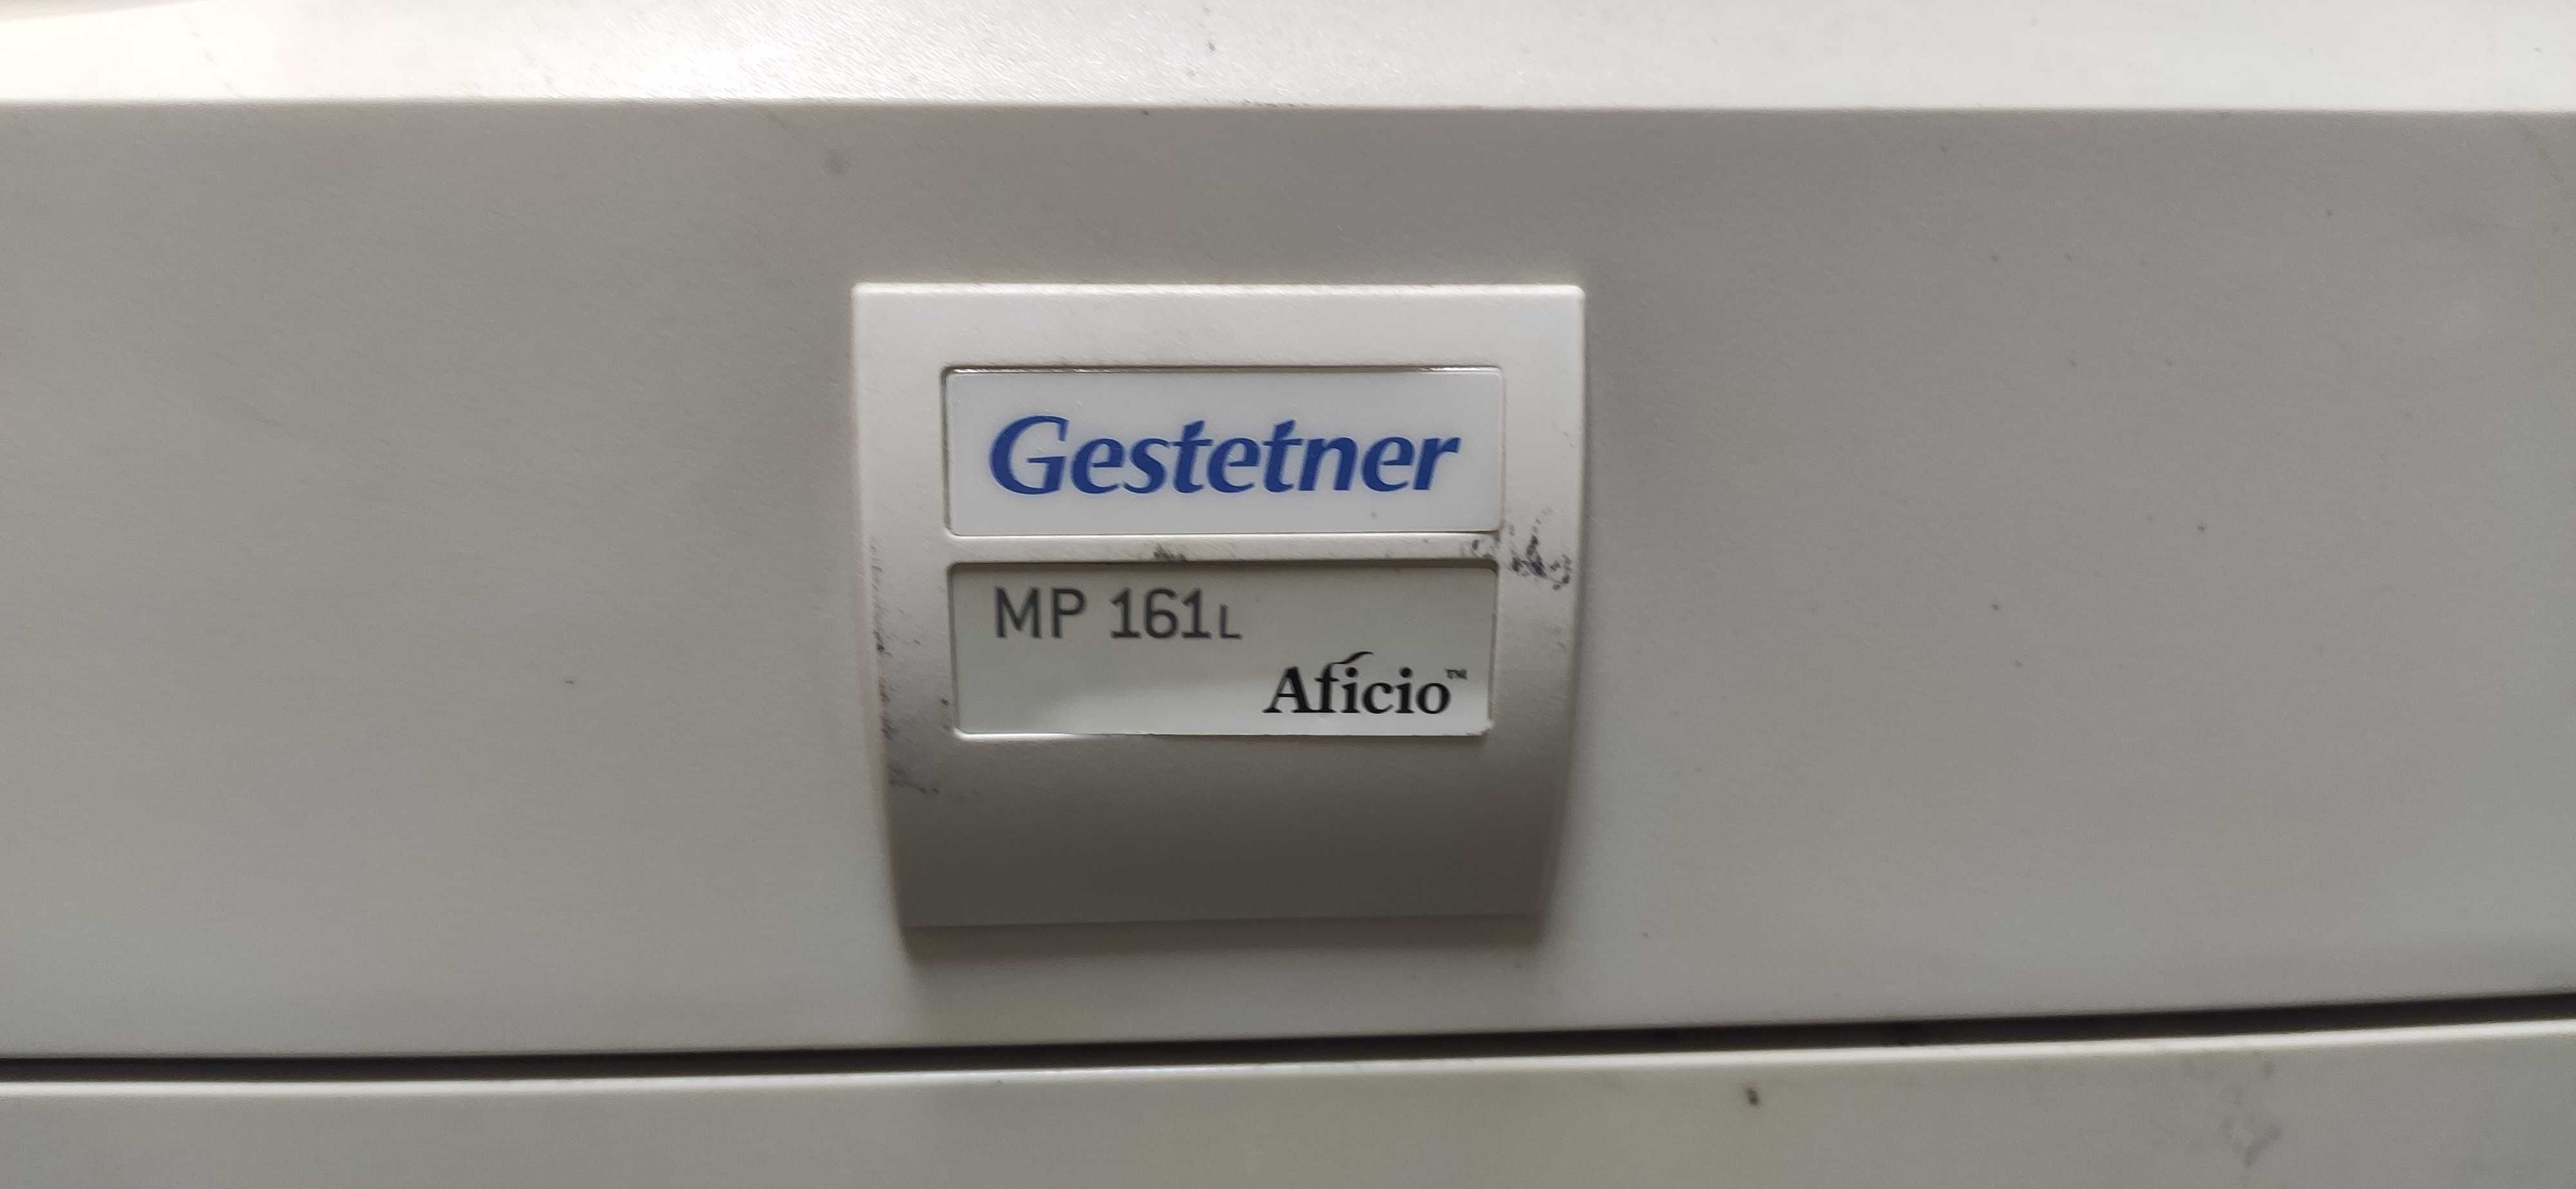 Gestetner
MP 161L
Aficio™